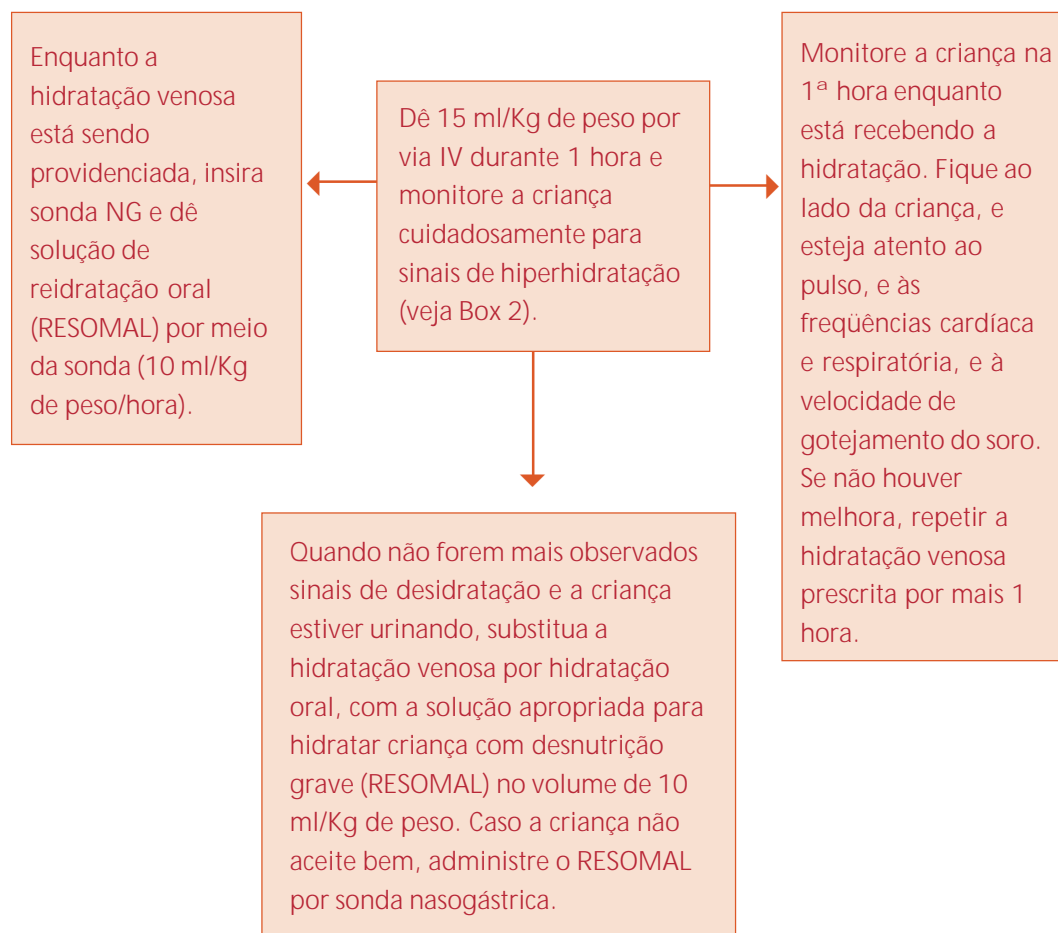 Enquanto a
hidratação venosa
está sendo
providenciada, insira
sonda NG e dê
solução de
reidratação oral
(RESOMAL) por meio
da sonda (10 ml/Kg
de peso/hora).
Dê 15 ml/Kg de peso por
via IV durante 1 hora e
monitore a criança
cuidadosamente para
sinais de hiperhidratação
(veja Box 2).
Monitore a criança na
1ª hora enquanto
está recebendo a
hidratação. Fique ao
lado da criança, e
esteja atento ao
pulso, e às
freqüências cardíaca
e respiratória, e à
velocidade de
gotejamento do soro.
Se não houver
melhora, repetir a
hidratação venosa
prescrita por mais 1
hora.
Quando não forem mais observados
sinais de desidratação e a criança
estiver urinando, substitua a
hidratação venosa por hidratação
oral, com a solução apropriada para
hidratar criança com desnutrição
grave (RESOMAL) no volume de 10
ml/Kg de peso. Caso a criança não
aceite bem, administre o RESOMAL
por sonda nasogástrica.